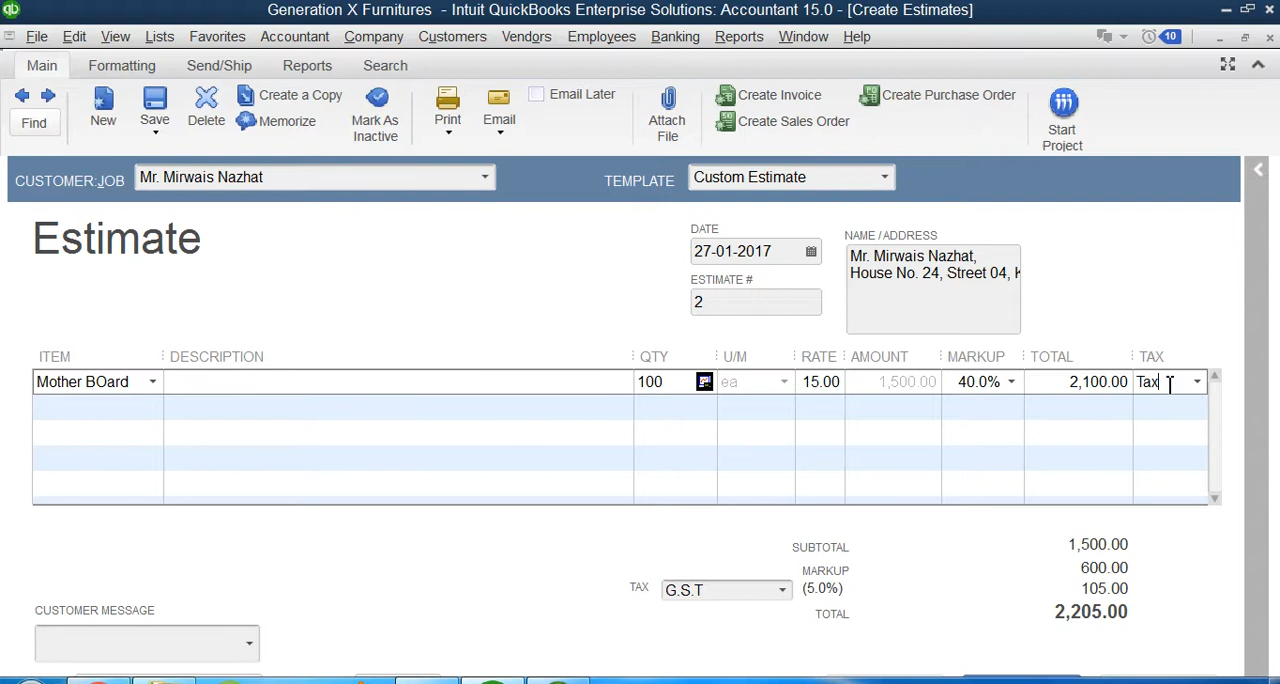 qb Generation X Furnitures - Intuit QuickBooks Enterprise Solutions: Accountant 15.0 - [Create Estimates]
File Edit View Lists Favorites Accountant Company Customers Vendors Employees Banking Reports Window Help 10
Main Formatting Send/Ship Reports Search
Find New Save Delete Create a Copy Memorize Mark As Inactive Print Email Email Later Attach File Create Invoice Create Sales Order Create Purchase Order Start Project
CUSTOMER:JOB Mr. Mirwais Nazhat TEMPLATE Custom Estimate
Estimate
DATE
27-01-2017
ESTIMATE #
2
NAME / ADDRESS
Mr. Mirwais Nazhat,
House No. 24, Street 04, K
ITEM DESCRIPTION QTY U/M RATE AMOUNT MARKUP TOTAL TAX
Mother BOard 100 ea 15.00 1,500.00 40.0% 2,100.00 Tax
SUBTOTAL 1,500.00
MARKUP 600.00
TAX G.S.T (5.0%) 105.00
TOTAL 2,205.00
CUSTOMER MESSAGE